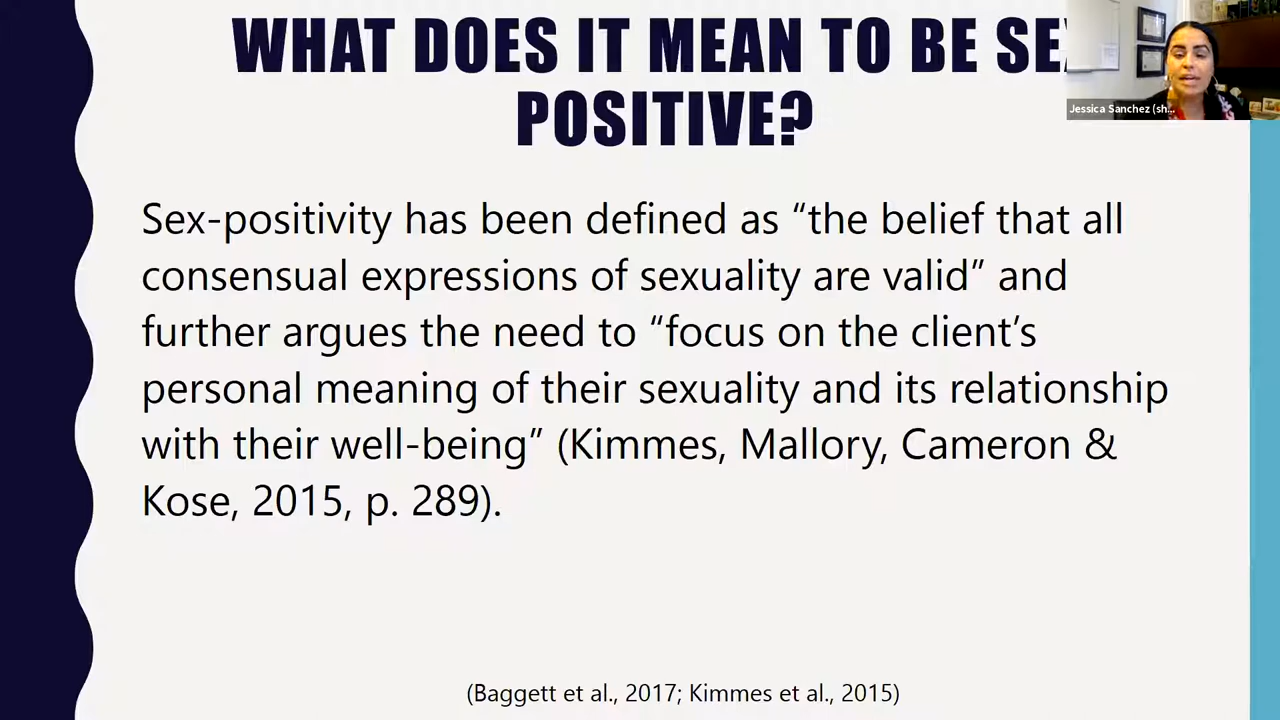 WHAT DOES IT MEAN TO BE SE
POSITIVE?
Jessica Sanchez (sh...
Sex-positivity has been defined as “the belief that all
consensual expressions of sexuality are valid” and
further argues the need to “focus on the client’s
personal meaning of their sexuality and its relationship
with their well-being” (Kimmes, Mallory, Cameron &
Kose, 2015, p. 289).
(Baggett et al., 2017; Kimmes et al., 2015)